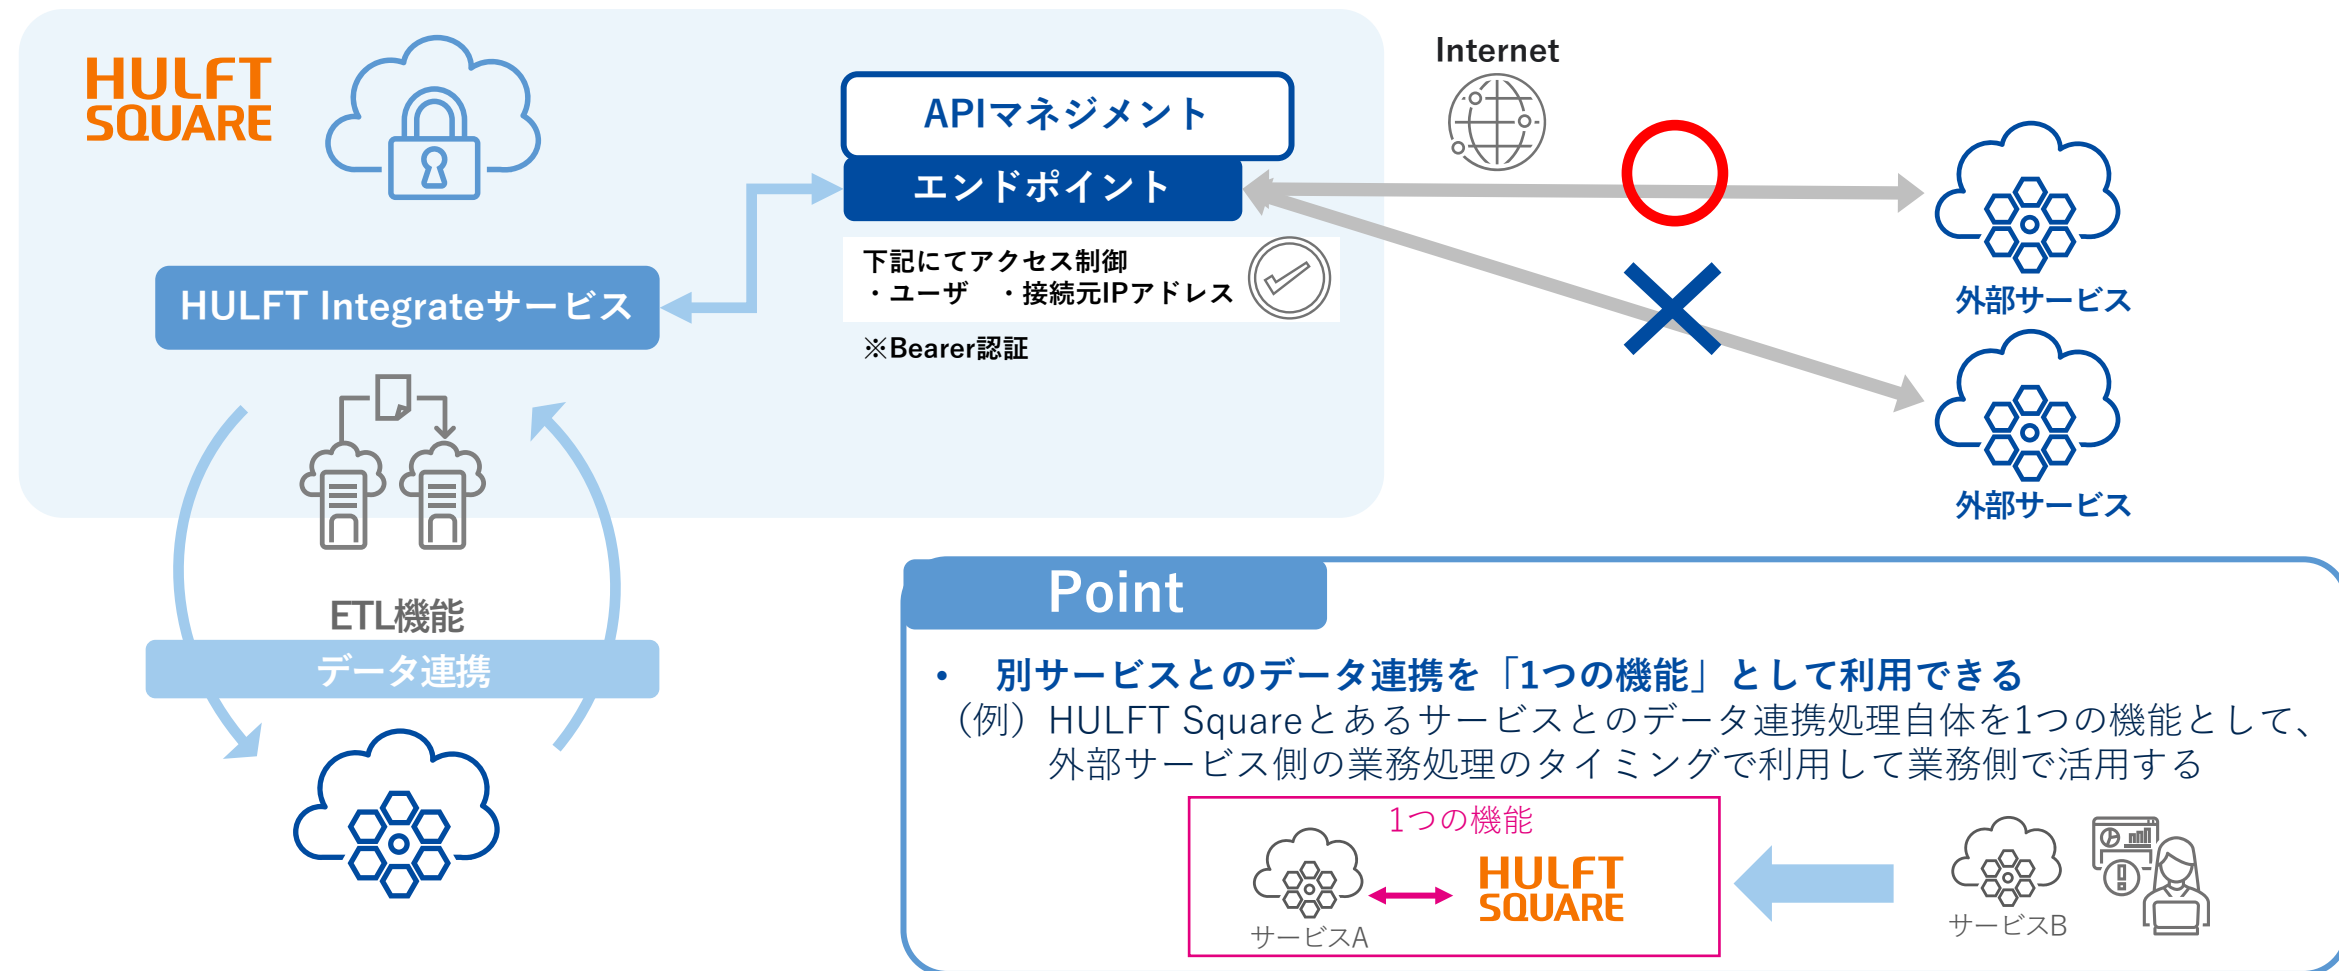 HULFT
SQUARE
APIマネジメント
エンドポイント
下記にてアクセス制御
・ユーザ　・接続元IPアドレス
※Bearer認証
HULFT Integrateサービス
ETL機能
データ連携
Internet
外部サービス
外部サービス
Point
・ 別サービスとのデータ連携を「1つの機能」として利用できる
（例）HULFT Squareとあるサービスとのデータ連携処理自体を1つの機能として、
外部サービス側の業務処理のタイミングで利用して業務側で活用する
1つの機能
HULFT
SQUARE
サービスA
サービスB